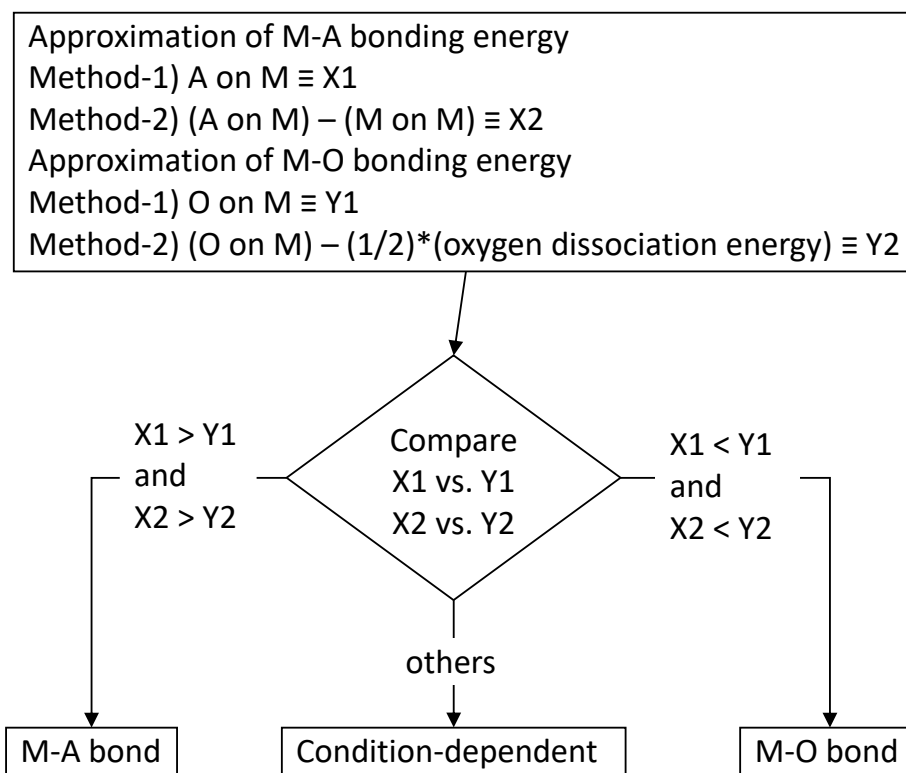 Approximation of M-A bonding energy
Method-1) A on M ≡ X1
Method-2) (A on M) – (M on M) ≡ X2
Approximation of M-O bonding energy
Method-1) O on M ≡ Y1
Method-2) (O on M) – (1/2)*(oxygen dissociation energy) ≡ Y2
X1 > Y1
and
X2 > Y2
Compare
X1 vs. Y1
X2 vs. Y2
X1 < Y1
and
X2 < Y2
others
M-A bond
Condition-dependent
M-O bond